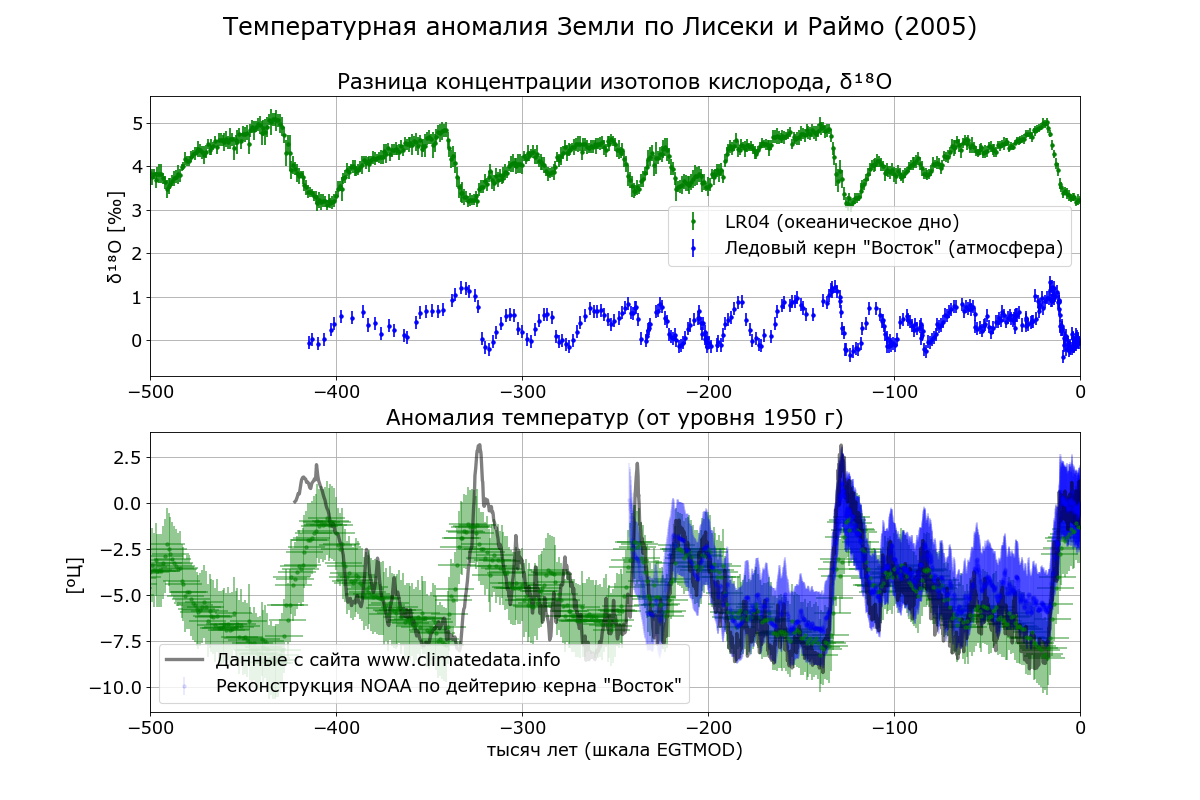 Температурная аномалия Земли по Лисеки и Раймо (2005)
Разница концентрации изотопов кислорода, δ¹⁸O
δ¹⁸O [‰]
5
4
3
2
1
0
LR04 (океаническое дно)
Ледовый керн "Восток" (атмосфера)
−500
−400
−300
−200
−100
0
Аномалия температур (от уровня 1950 г)
[ºЦ]
2.5
0.0
−2.5
−5.0
−7.5
−10.0
Данные с сайта www.climatedata.info
Реконструкция NOAA по дейтерию керна "Восток"
−500
−400
−300
−200
−100
0
тысяч лет (шкала EGTMOD)